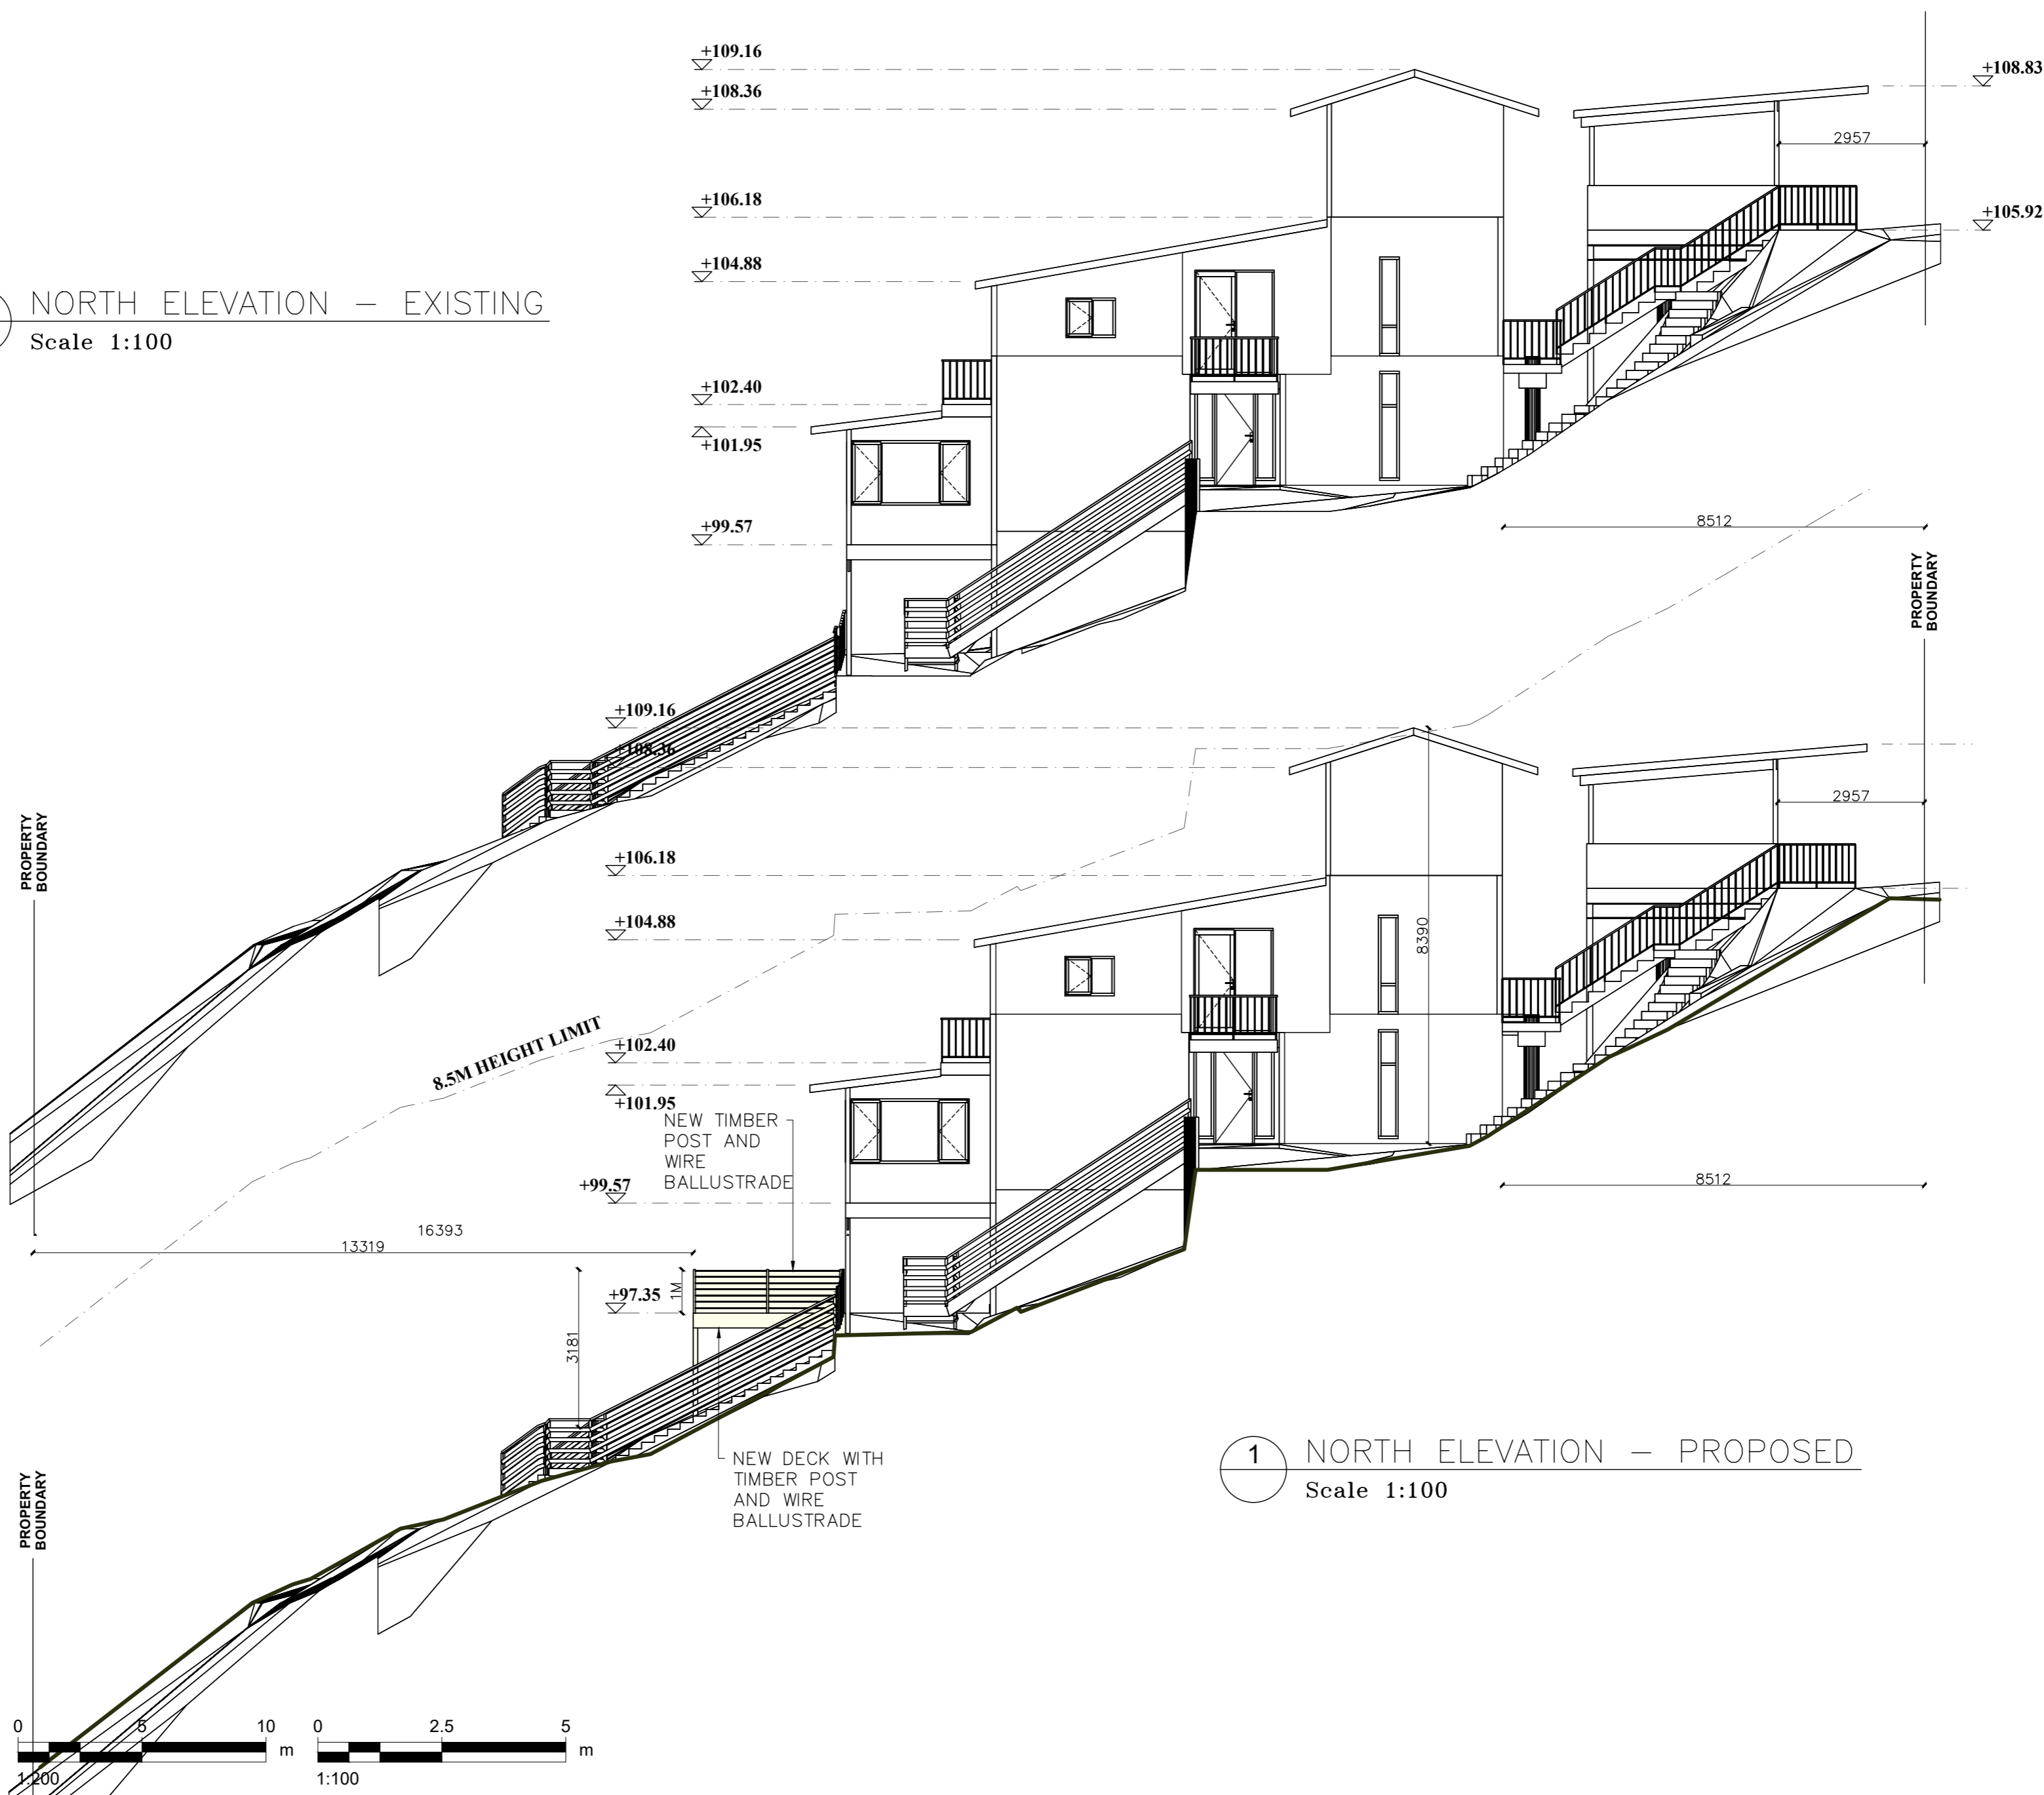 +109.16
+108.36
+108.83
2957
+106.18
+105.92
+104.88
NORTH ELEVATION - EXISTING
Scale 1:100
+102.40
+101.95
+99.57
8512
PROPERTY
BOUNDARY
+109.16
+108.36
2957
PROPERTY
BOUNDARY
+106.18
+104.88
8390
8.5M HEIGHT LIMIT
+102.40
+101.95
NEW TIMBER
POST AND
WIRE
BALLUSTRADE
+99.57
8512
16393
13319
+97.35
1M
3181
NEW DECK WITH
TIMBER POST
AND WIRE
BALLUSTRADE
1
NORTH ELEVATION - PROPOSED
Scale 1:100
PROPERTY
BOUNDARY
0 5 10 m
1:200
0 2.5 5 m
1:100